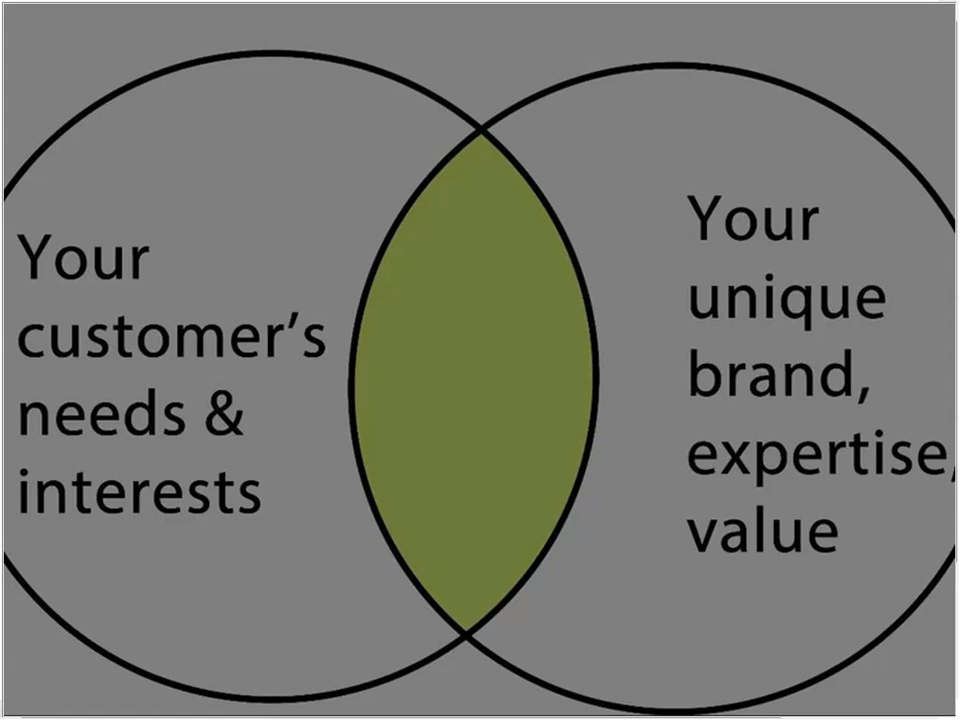 Your
customer’s
needs &
interests
Your
unique
brand,
expertise,
value